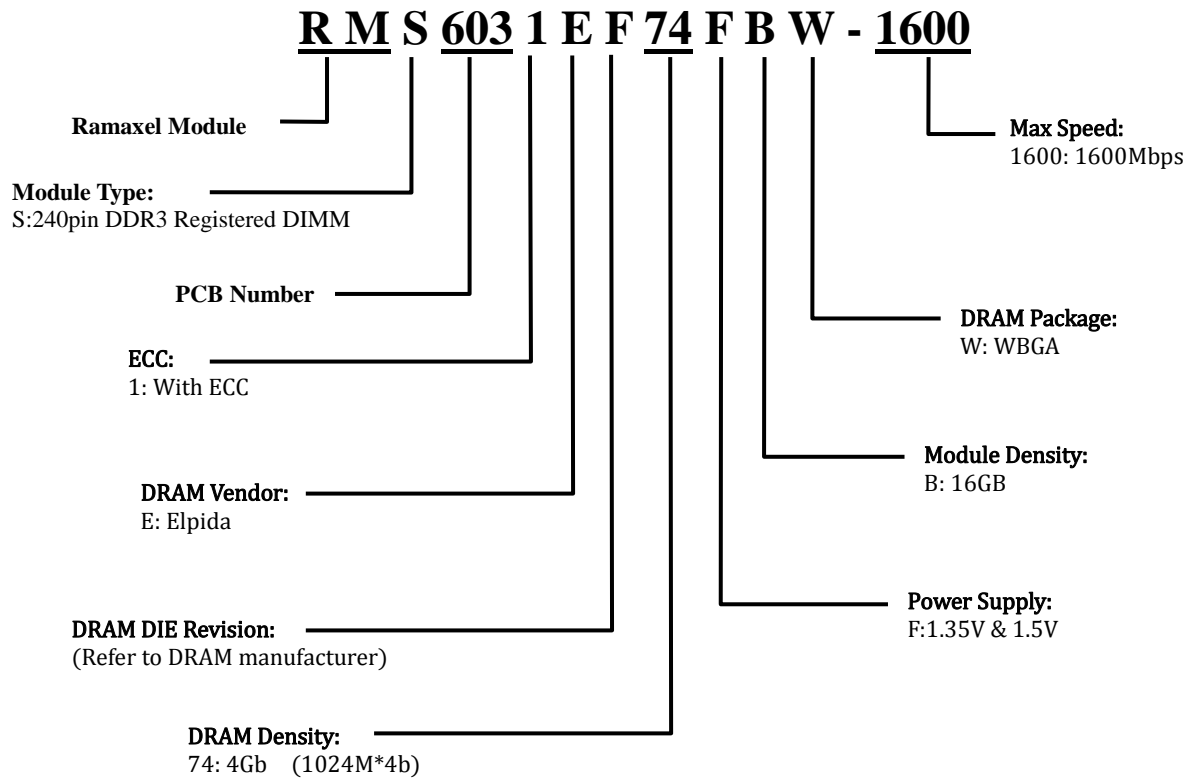 R M S 603 1 E F 74 F B W - 1600
Ramaxel Module
Max Speed:
1600: 1600Mbps
Module Type:
S:240pin DDR3 Registered DIMM
PCB Number
DRAM Package:
W: WBGA
ECC:
1: With ECC
Module Density:
B: 16GB
DRAM Vendor:
E: Elpida
Power Supply:
F:1.35V & 1.5V
DRAM DIE Revision:
(Refer to DRAM manufacturer)
DRAM Density:
74: 4Gb (1024M*4b)